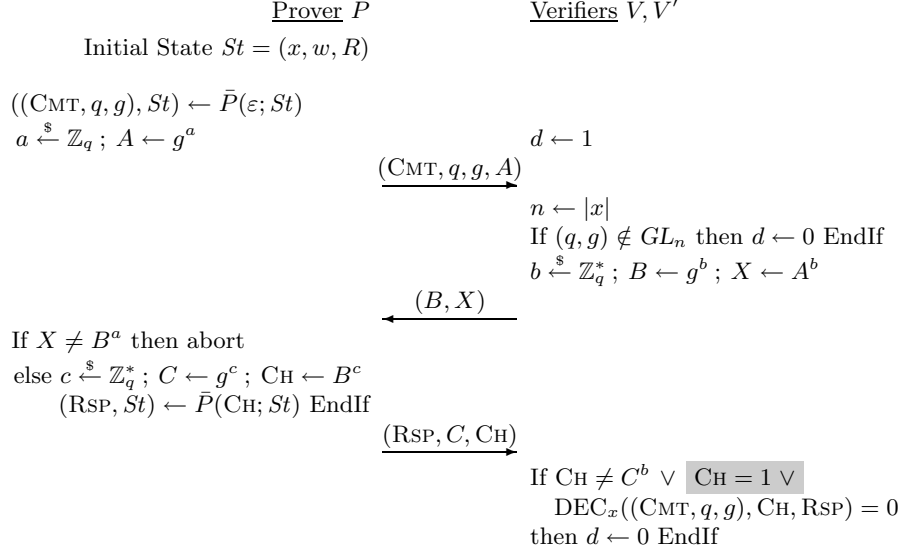 Prover P Verifiers V, V′
Initial State St = (x, w, R)
((CMT, q, g), St) ← P̄(ε; St)
a ←$ ℤ_q ; A ← g^a d ← 1
(CMT, q, g, A)
n ← |x|
If (q, g) ∉ GL_n then d ← 0 EndIf
b ←$ ℤ*_q ; B ← g^b ; X ← A^b
(B, X)
If X ≠ B^a then abort
else c ←$ ℤ*_q ; C ← g^c ; CH ← B^c
(RSP, St) ← P̄(CH; St) EndIf
(RSP, C, CH)
If CH ≠ C^b ∨ CH = 1 ∨
DEC_x((CMT, q, g), CH, RSP) = 0
then d ← 0 EndIf